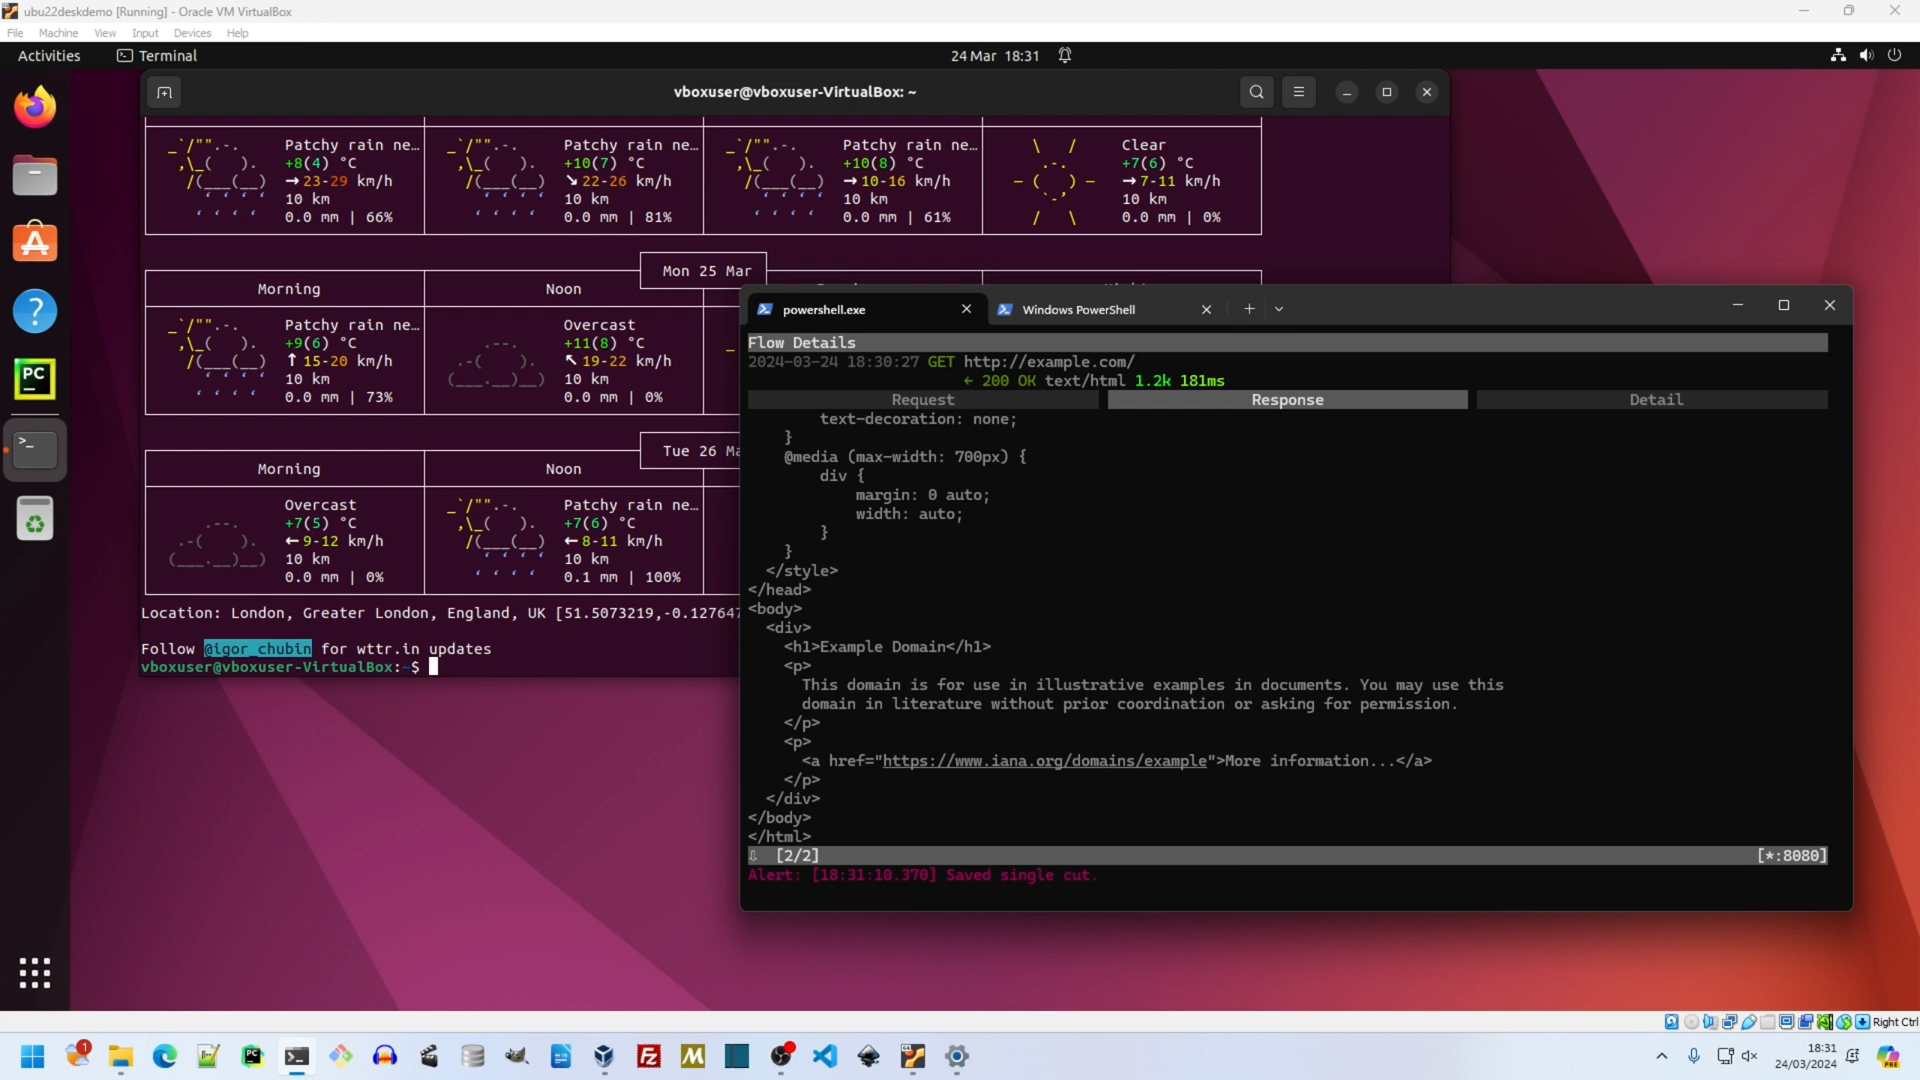 ubu22deskdemo [Running] - Oracle VM VirtualBox
File Machine View Input Devices Help
Activities Terminal 24 Mar 18:31
vboxuser@vboxuser-VirtualBox: ~
Patchy rain ne… Patchy rain ne… Patchy rain ne… Clear
+8(4) °C +10(7) °C +10(8) °C +7(6) °C
→ 23-29 km/h ↘ 22-26 km/h → 10-16 km/h → 7-11 km/h
10 km 10 km 10 km 10 km
0.0 mm | 66% 0.0 mm | 81% 0.0 mm | 61% 0.0 mm | 0%
Mon 25 Mar
Morning Noon
Patchy rain ne… Overcast
+9(6) °C +11(8) °C
↑ 15-20 km/h ↖ 19-22 km/h
10 km 10 km
0.0 mm | 73% 0.0 mm | 0%
Tue 26 Ma
Morning Noon
Overcast Patchy rain ne…
+7(5) °C +7(6) °C
← 9-12 km/h ← 8-11 km/h
10 km 10 km
0.0 mm | 0% 0.1 mm | 100%
Location: London, Greater London, England, UK [51.5073219,-0.127647
Follow @igor_chubin for wttr.in updates
vboxuser@vboxuser-VirtualBox:~$
powershell.exe Windows PowerShell
Flow Details
2024-03-24 18:30:27 GET http://example.com/
← 200 OK text/html 1.2k 181ms
Request Response Detail
text-decoration: none;
}
@media (max-width: 700px) {
div {
margin: 0 auto;
width: auto;
}
}
</style>
</head>
<body>
<div>
<h1>Example Domain</h1>
<p>
This domain is for use in illustrative examples in documents. You may use this
domain in literature without prior coordination or asking for permission.
</p>
<p>
<a href="https://www.iana.org/domains/example">More information...</a>
</p>
</div>
</body>
</html>
⇩ [2/2] [*:8080]
Alert: [18:31:10.370] Saved single cut.
PC
Right Ctrl
1
18:31
24/03/2024